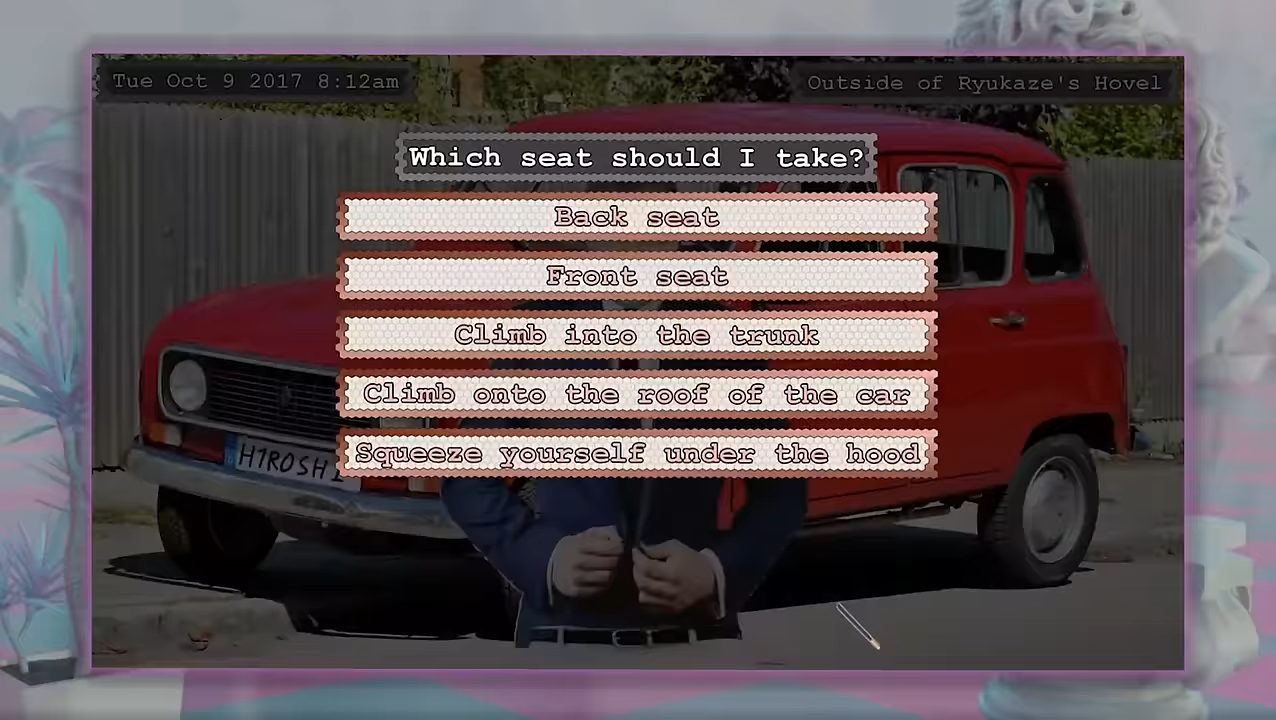 Tue Oct 9 2017 8:12am
Outside of Ryukaze's Hovel
Which seat should I take?
Back seat
Front seat
Climb into the trunk
Climb onto the roof of the car
Squeeze yourself under the hood
H1ROSH1